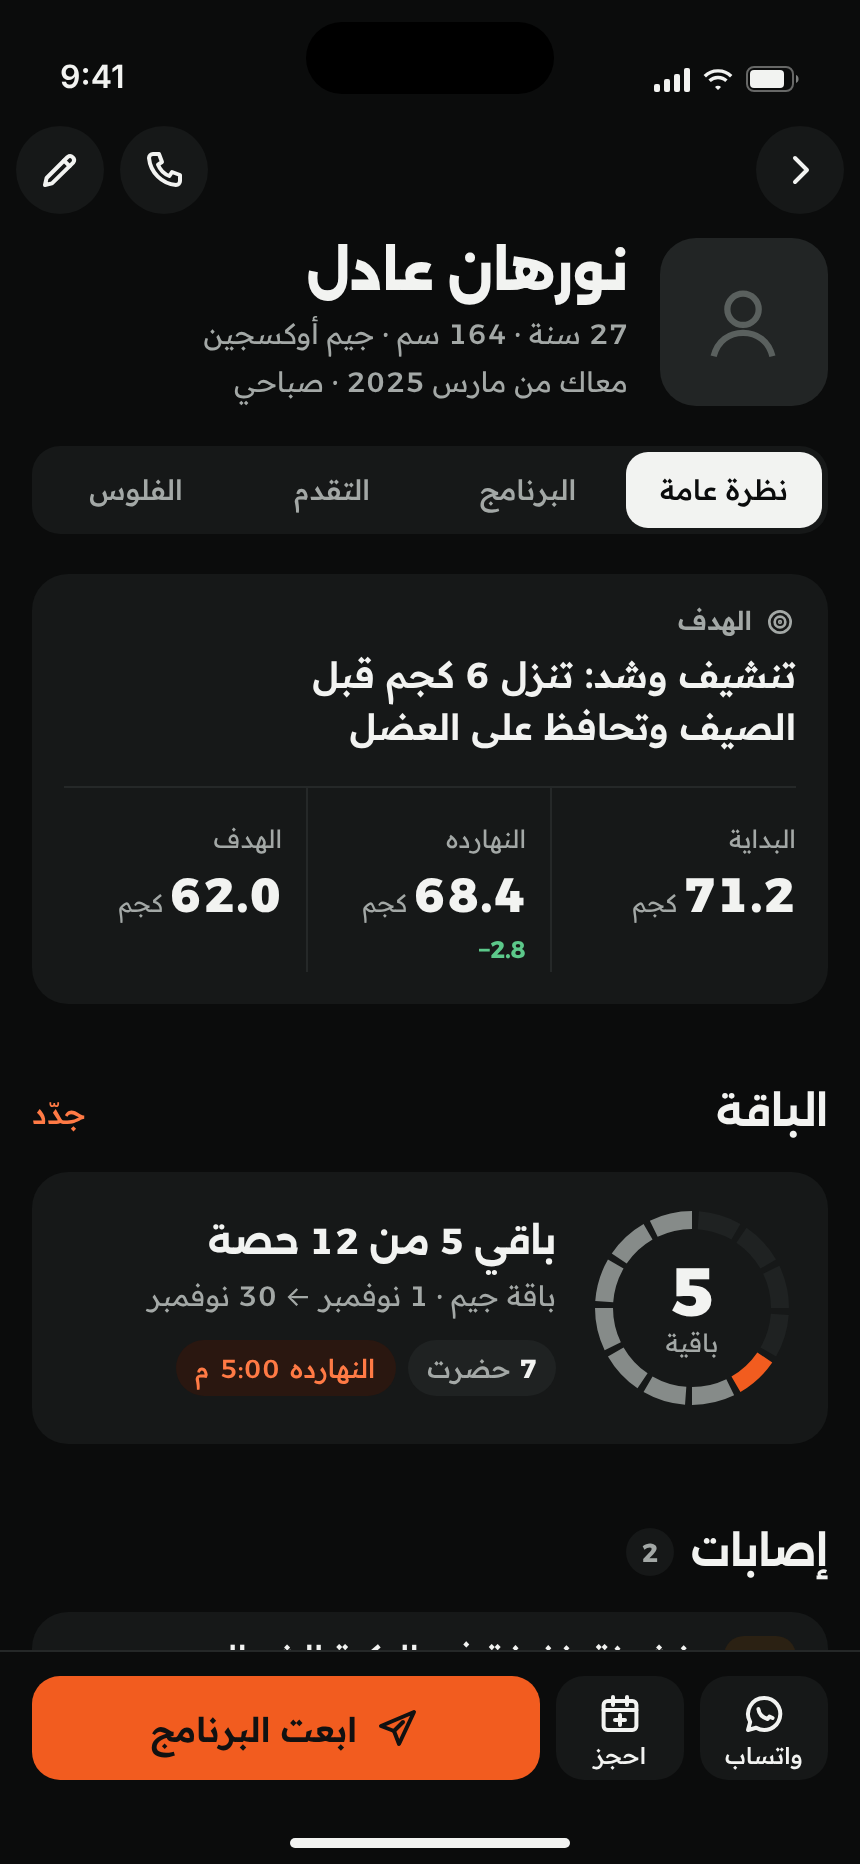 9:41
نورهان عادل
27 سنة · 164 سم · جيم أوكسجين
معاك من مارس 2025 · صباحي
نظرة عامة
البرنامج
التقدم
الفلوس
الهدف
تنشيف وشد: تنزل 6 كجم قبل
الصيف وتحافظ على العضل
البداية
71.2 كجم
النهارده
68.4 كجم
−2.8
الهدف
62.0 كجم
الباقة
جدّد
5
باقية
باقي 5 من 12 حصة
باقة جيم · 1 نوفمبر ← 30 نوفمبر
7 حضرت
النهارده 5:00 م
إصابات
2
واتساب
احجز
ابعت البرنامج